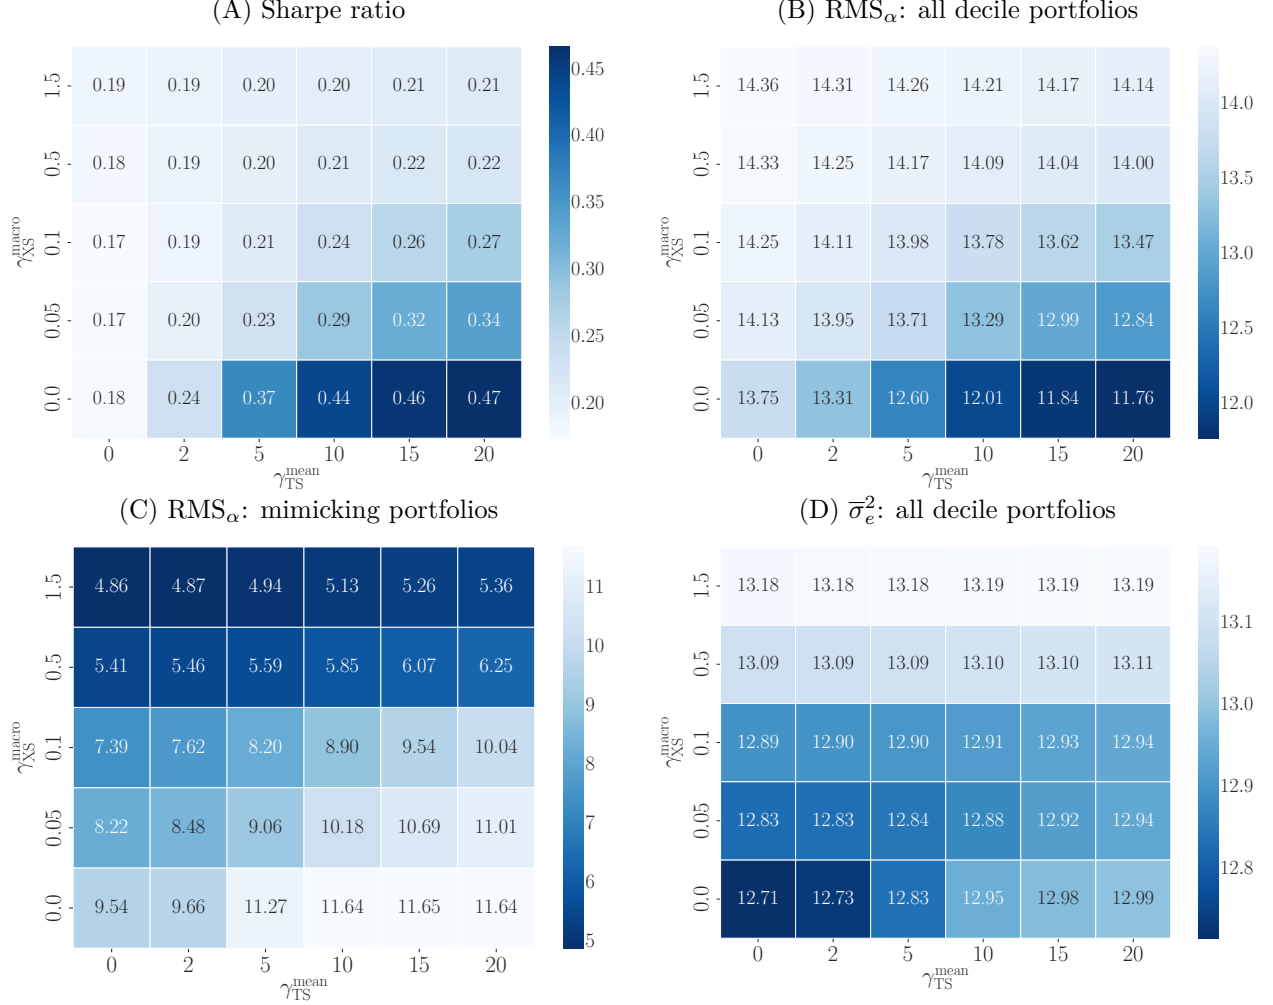 (A) Sharpe ratio
1.5 0.19 0.19 0.20 0.20 0.21 0.21
0.5 0.18 0.19 0.20 0.21 0.22 0.22
0.1 0.17 0.19 0.21 0.24 0.26 0.27
0.05 0.17 0.20 0.23 0.29 0.32 0.34
0.0 0.18 0.24 0.37 0.44 0.46 0.47
0 2 5 10 15 20
γ_TS^mean
γ_XS^macro
0.45
0.40
0.35
0.30
0.25
0.20
(B) RMS_α: all decile portfolios
1.5 14.36 14.31 14.26 14.21 14.17 14.14
0.5 14.33 14.25 14.17 14.09 14.04 14.00
0.1 14.25 14.11 13.98 13.78 13.62 13.47
0.05 14.13 13.95 13.71 13.29 12.99 12.84
0.0 13.75 13.31 12.60 12.01 11.84 11.76
0 2 5 10 15 20
γ_TS^mean
γ_XS^macro
14.0
13.5
13.0
12.5
12.0
(C) RMS_α: mimicking portfolios
1.5 4.86 4.87 4.94 5.13 5.26 5.36
0.5 5.41 5.46 5.59 5.85 6.07 6.25
0.1 7.39 7.62 8.20 8.90 9.54 10.04
0.05 8.22 8.48 9.06 10.18 10.69 11.01
0.0 9.54 9.66 11.27 11.64 11.65 11.64
0 2 5 10 15 20
γ_TS^mean
γ_XS^macro
11
10
9
8
7
6
5
(D) σ̅_e^2: all decile portfolios
1.5 13.18 13.18 13.18 13.19 13.19 13.19
0.5 13.09 13.09 13.09 13.10 13.10 13.11
0.1 12.89 12.90 12.90 12.91 12.93 12.94
0.05 12.83 12.83 12.84 12.88 12.92 12.94
0.0 12.71 12.73 12.83 12.95 12.98 12.99
0 2 5 10 15 20
γ_TS^mean
γ_XS^macro
13.1
13.0
12.9
12.8